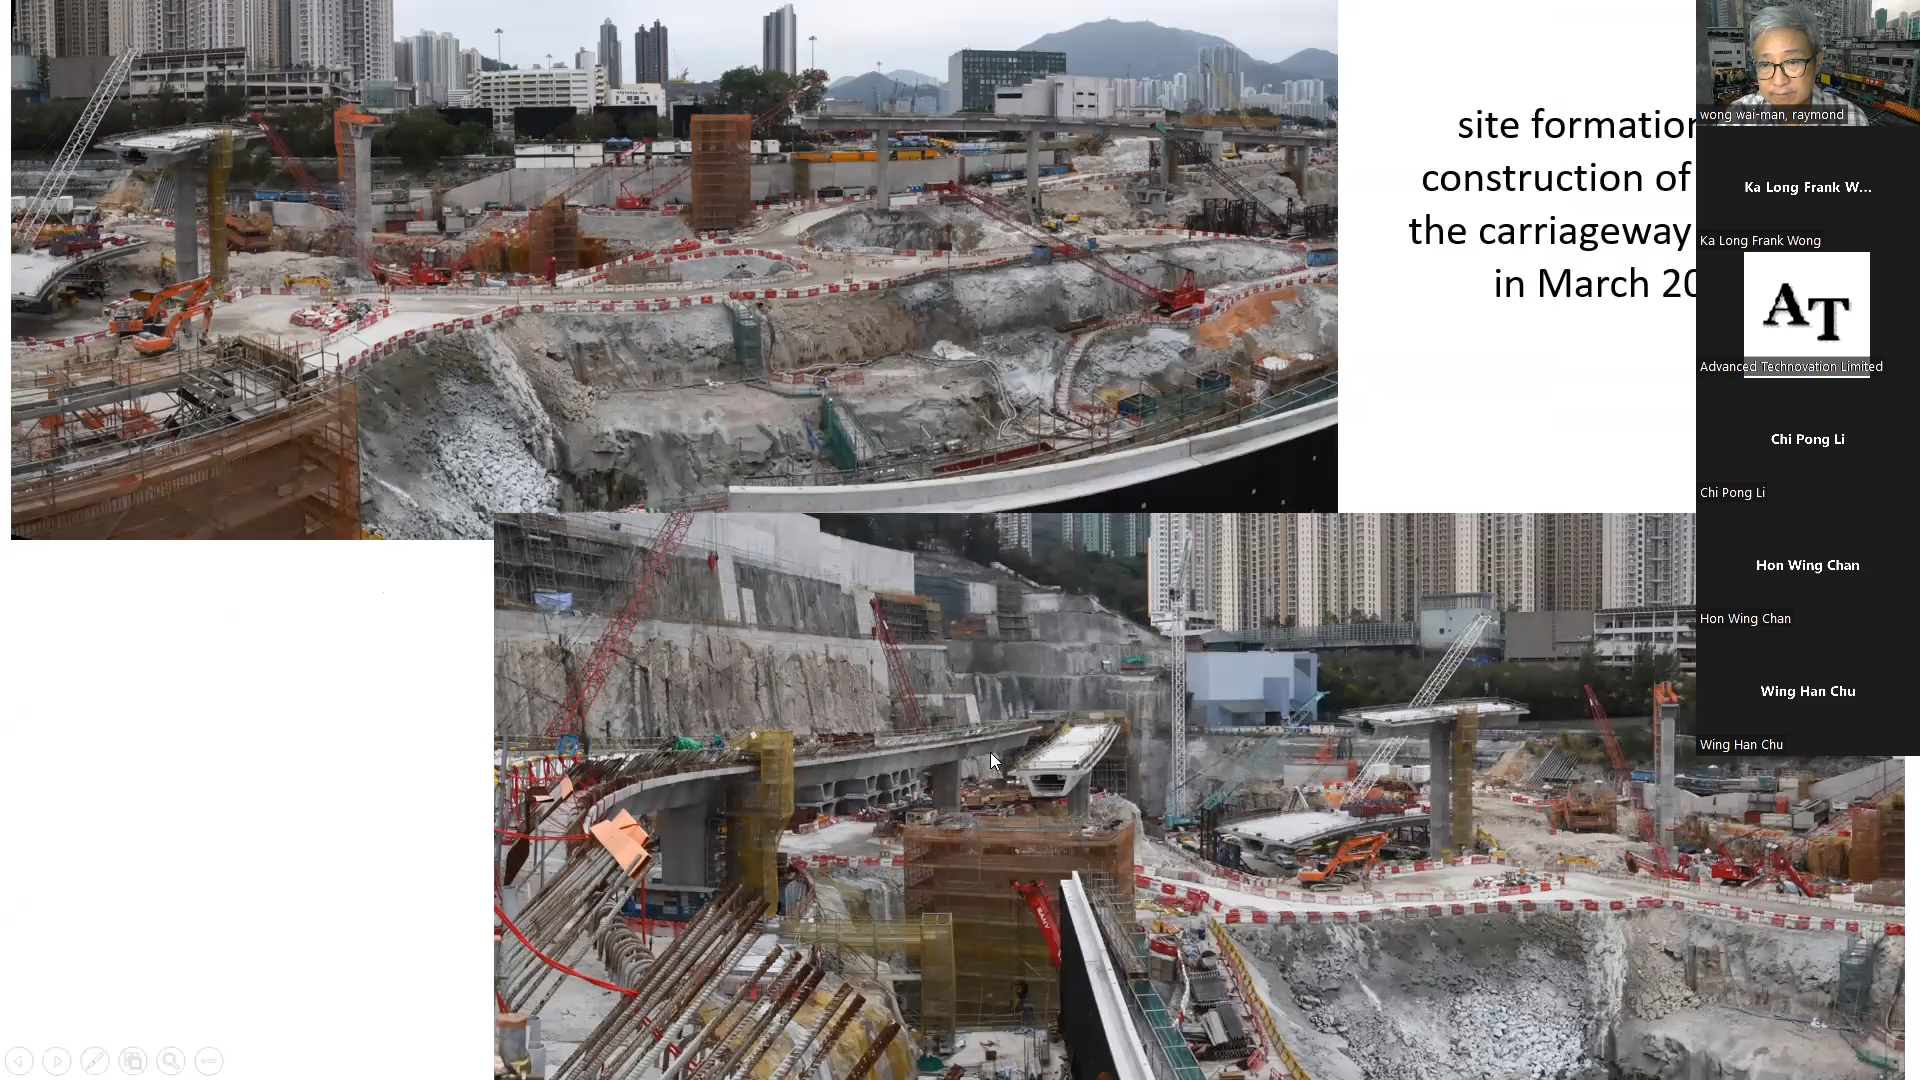 site formation
construction of
the carriageway
in March 20
wong wai-man, raymond
Ka Long Frank W...
Ka Long Frank Wong
AT
Advanced Technovation Limited
Chi Pong Li
Chi Pong Li
Hon Wing Chan
Hon Wing Chan
Wing Han Chu
Wing Han Chu
SANY